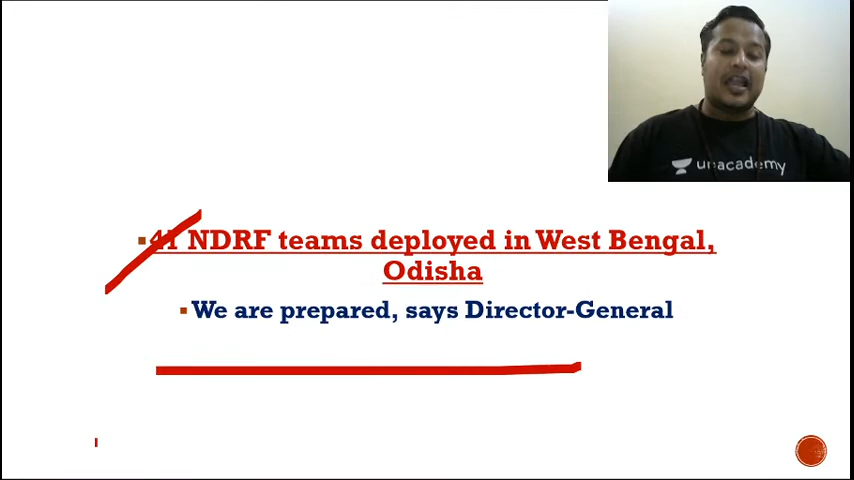 unacademy
41 NDRF teams deployed in West Bengal,
Odisha
We are prepared, says Director-General